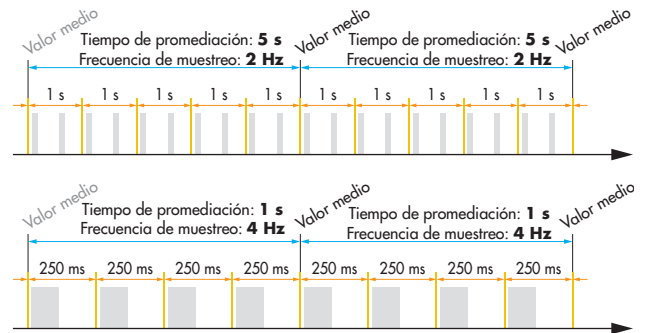 Valor medio Valor medio Valor medio
Tiempo de promediación: 5 s Tiempo de promediación: 5 s
Frecuencia de muestreo: 2 Hz Frecuencia de muestreo: 2 Hz
1 s 1 s 1 s 1 s 1 s 1 s 1 s 1 s 1 s 1 s
Valor medio Valor medio Valor medio
Tiempo de promediación: 1 s Tiempo de promediación: 1 s
Frecuencia de muestreo: 4 Hz Frecuencia de muestreo: 4 Hz
250 ms 250 ms 250 ms 250 ms 250 ms 250 ms 250 ms 250 ms